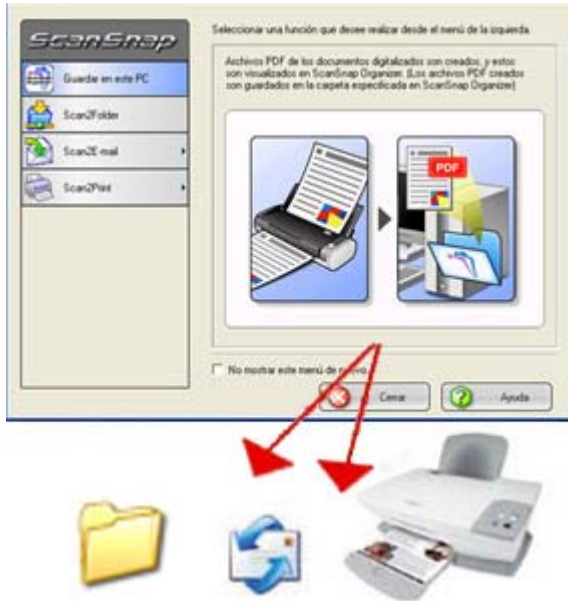 ScanSnap
Seleccionar una función que desee realizar desde el menú de la izquierda.
Guardar en este PC
Scan2Folder
Scan2E-mail
Scan2Print
Archivos PDF de los documentos digitalizados son creados, y estos
son visualizados en ScanSnap Organizer. (Los archivos PDF creados
son guardados en la carpeta especificada en ScanSnap Organizer)
PDF
No mostrar este menú de
Cerrar
Ayuda